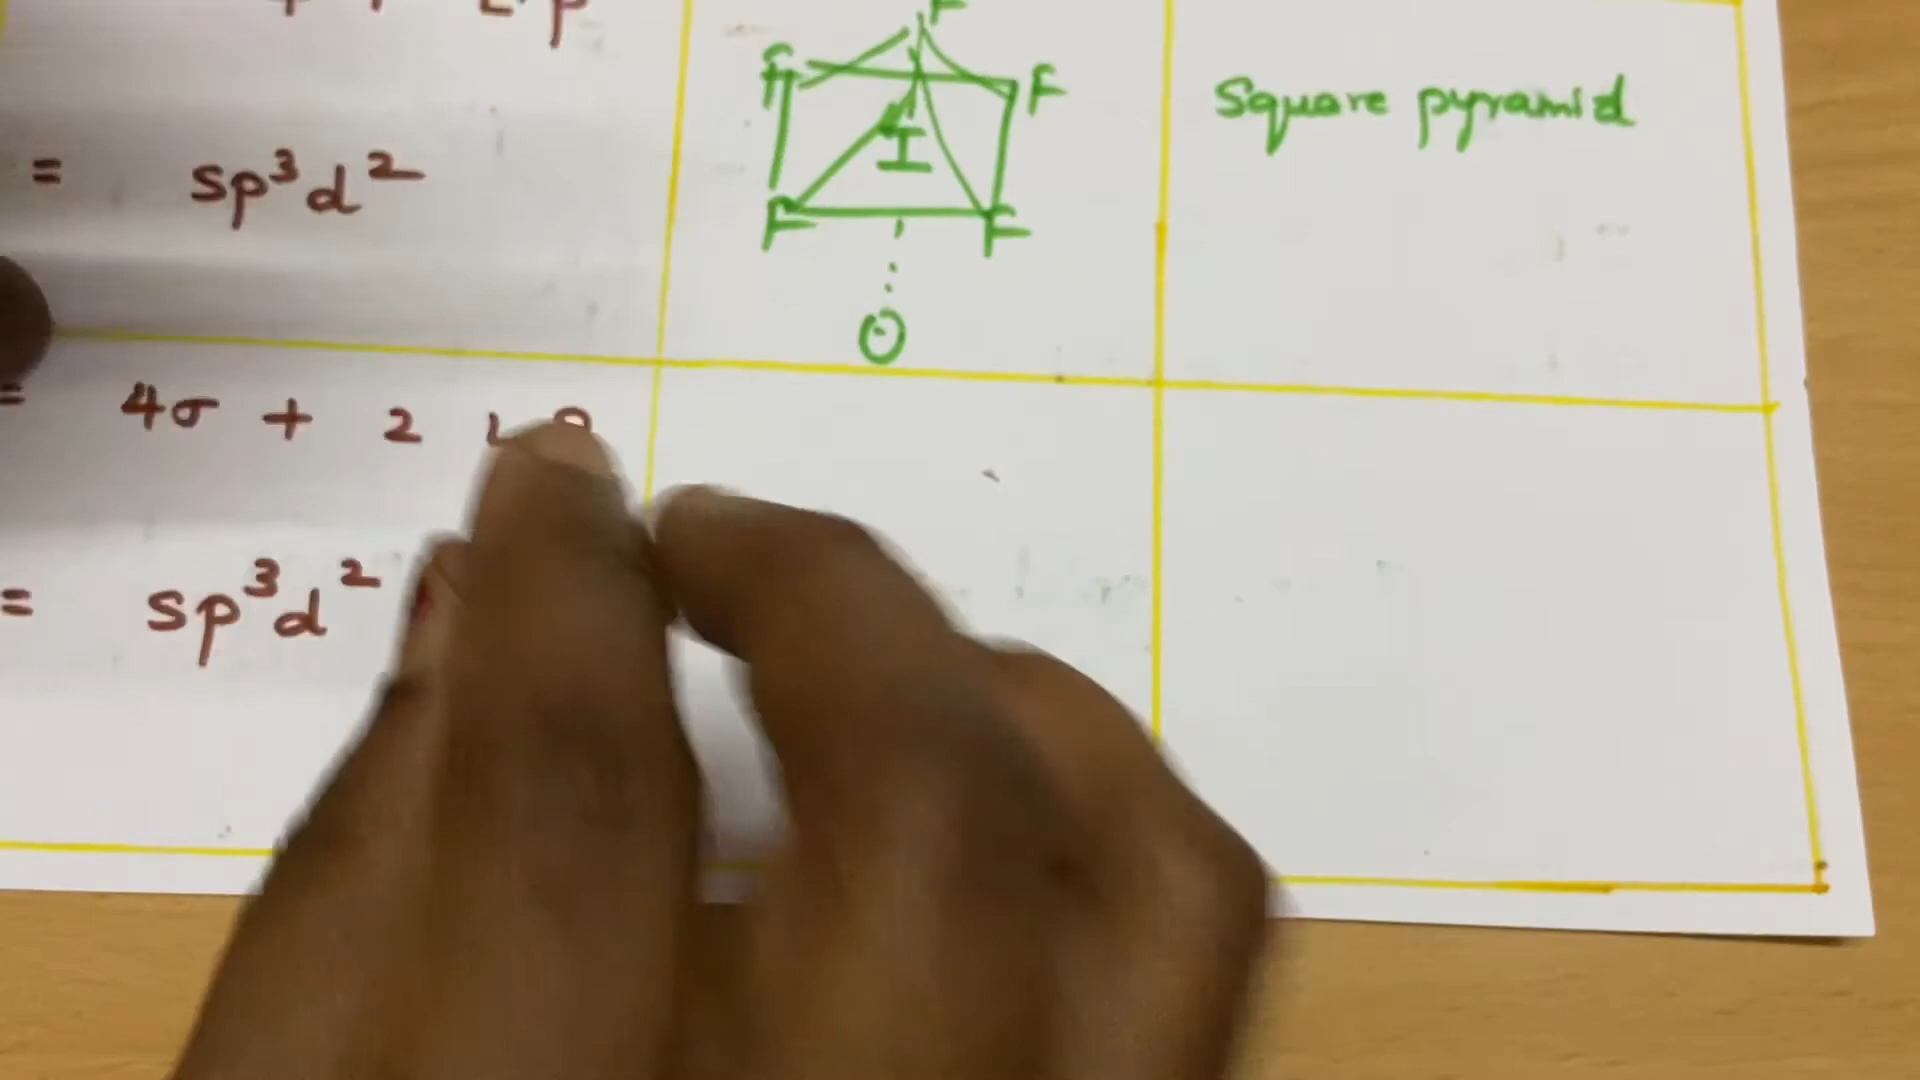 F
F F
I
F F
O
Square pyramid
= sp³d²
= 4σ + 2
= sp³d²